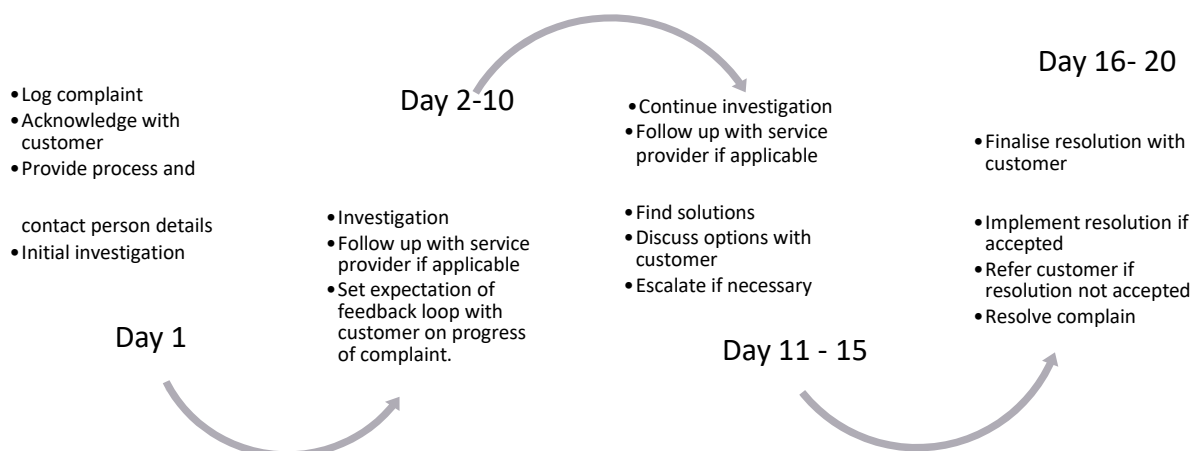 •Log complaint
•Acknowledge with
customer
•Provide process and
contact person details
•Initial investigation
Day 1
Day 2-10
•Investigation
•Follow up with service
provider if applicable
•Set expectation of
feedback loop with
customer on progress
of complaint.
•Continue investigation
•Follow up with service
provider if applicable
•Find solutions
•Discuss options with
customer
•Escalate if necessary
Day 11 - 15
Day 16- 20
•Finalise resolution with
customer
•Implement resolution if
accepted
•Refer customer if
resolution not accepted
•Resolve complain